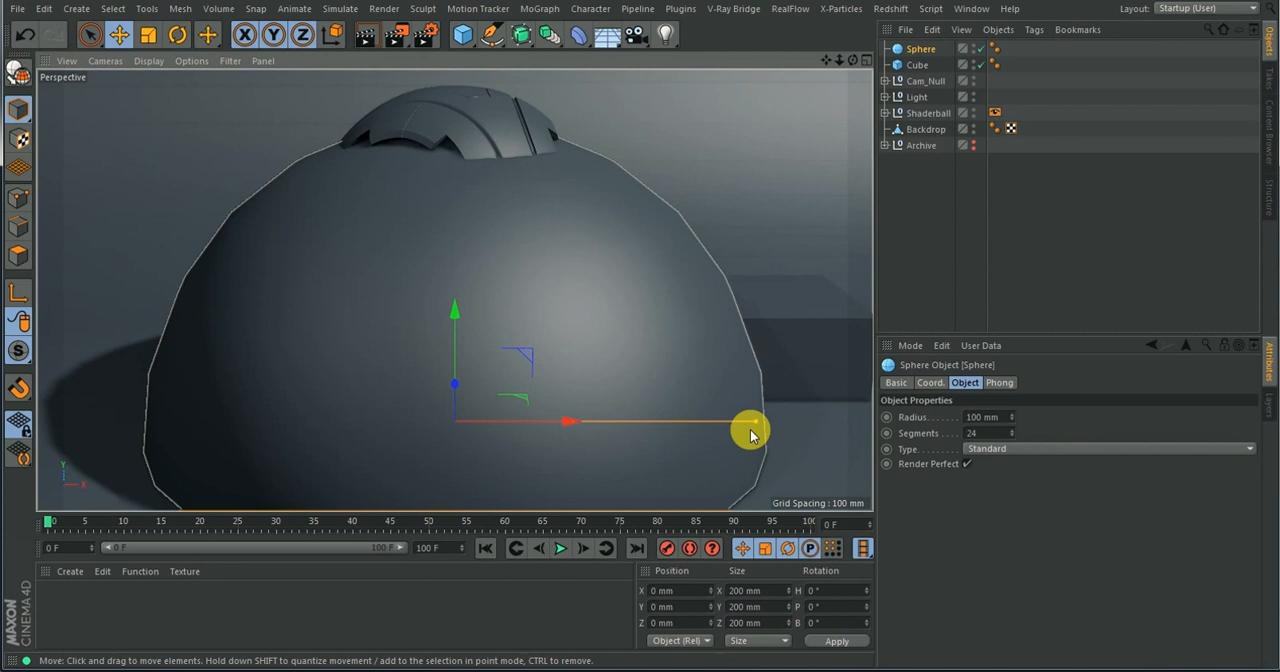 File Edit Create Select Tools Mesh Volume Snap Animate Simulate Render Sculpt Motion Tracker MoGraph Character Pipeline Plugins V-Ray Bridge RealFlow X-Particles Redshift Script Window Help Layout: Startup (User)
X Y Z
View Cameras Display Options Filter Panel
Perspective
Grid Spacing : 100 mm
Y
X
0 5 10 15 20 25 30 35 40 45 50 55 60 65 70 75 80 85 90 95 100 0 F
0 F 0 F 100 F 100 F
P
Create Edit Function Texture
Position Size Rotation
X 0 mm X 200 mm H 0 °
Y 0 mm Y 200 mm P 0 °
Z 0 mm Z 200 mm B 0 °
Object (Rel) Size Apply
MAXON
CINEMA 4D
Move: Click and drag to move elements. Hold down SHIFT to quantize movement / add to the selection in point mode, CTRL to remove.
File Edit View Objects Tags Bookmarks
Sphere
Cube
Cam_Null
Light
Shaderball
Backdrop
Archive
Objects
Takes
Content Browser
Structure
Mode Edit User Data
Sphere Object [Sphere]
Basic Coord. Object Phong
Object Properties
Radius. . . . . . . 100 mm
Segments . . . . 24
Type. . . . . . . . . Standard
Render Perfect
Attributes
Layers